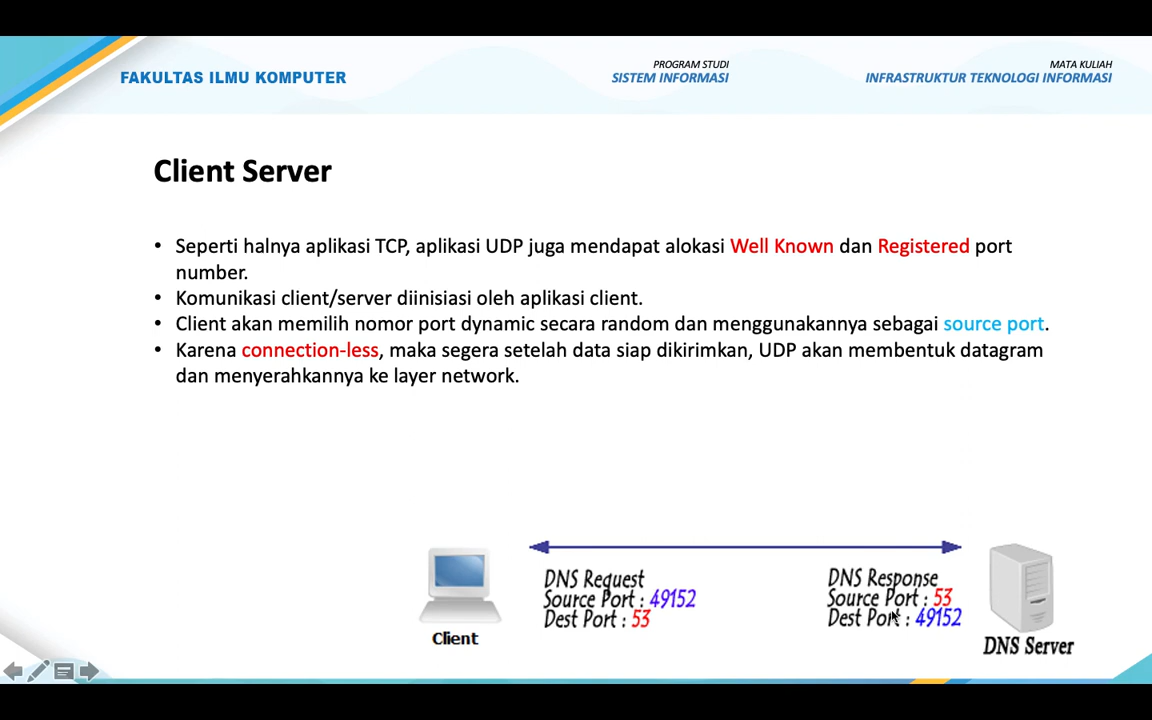 FAKULTAS ILMU KOMPUTER
PROGRAM STUDI
SISTEM INFORMASI
MATA KULIAH
INFRASTRUKTUR TEKNOLOGI INFORMASI
Client Server
• Seperti halnya aplikasi TCP, aplikasi UDP juga mendapat alokasi Well Known dan Registered port
number.
• Komunikasi client/server diinisiasi oleh aplikasi client.
• Client akan memilih nomor port dynamic secara random dan menggunakannya sebagai source port.
• Karena connection-less, maka segera setelah data siap dikirimkan, UDP akan membentuk datagram
dan menyerahkannya ke layer network.
DNS Request
Source Port : 49152
Dest Port : 53
Client
DNS Response
Source Port : 53
Dest Port : 49152
DNS Server